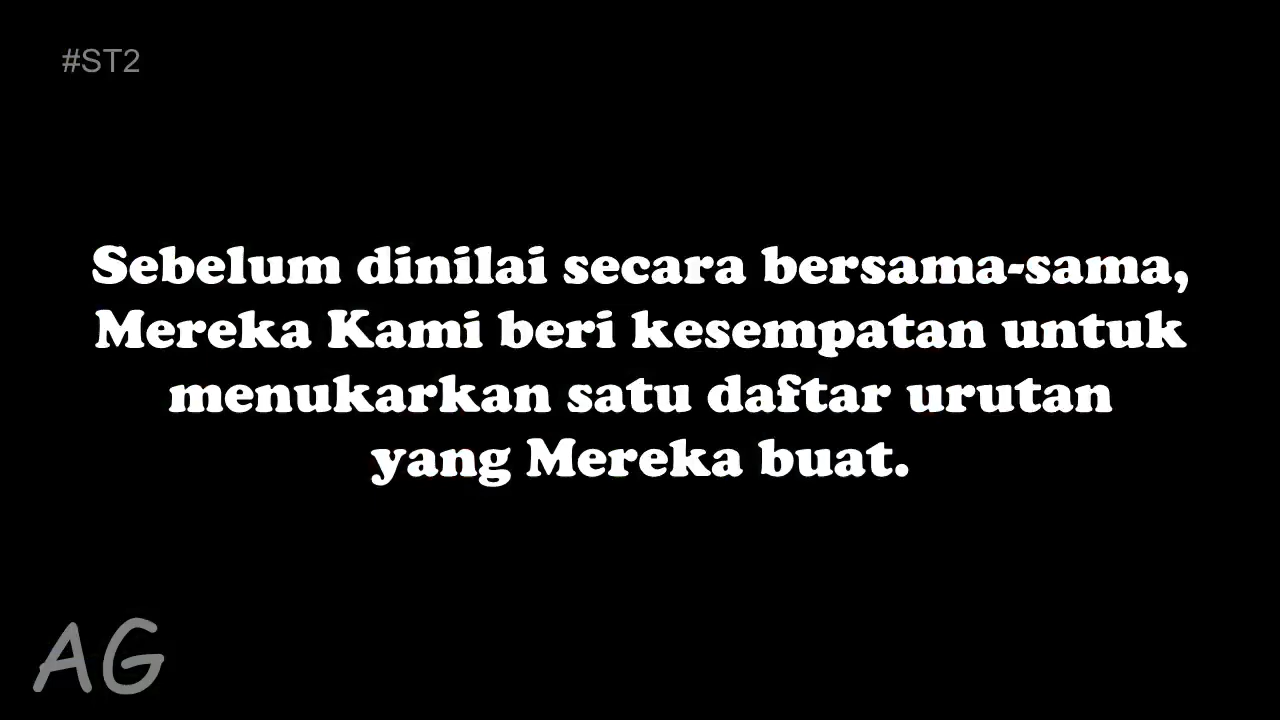 #ST2
Sebelum dinilai secara bersama-sama,
Mereka Kami beri kesempatan untuk
menukarkan satu daftar urutan
yang Mereka buat.
AG